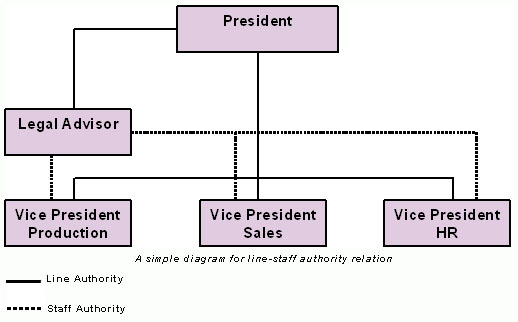 President
Legal Advisor
Vice President
Production
Vice President
Sales
Vice President
HR
A simple diagram for line-staff authority relation
Line Authority
Staff Authority